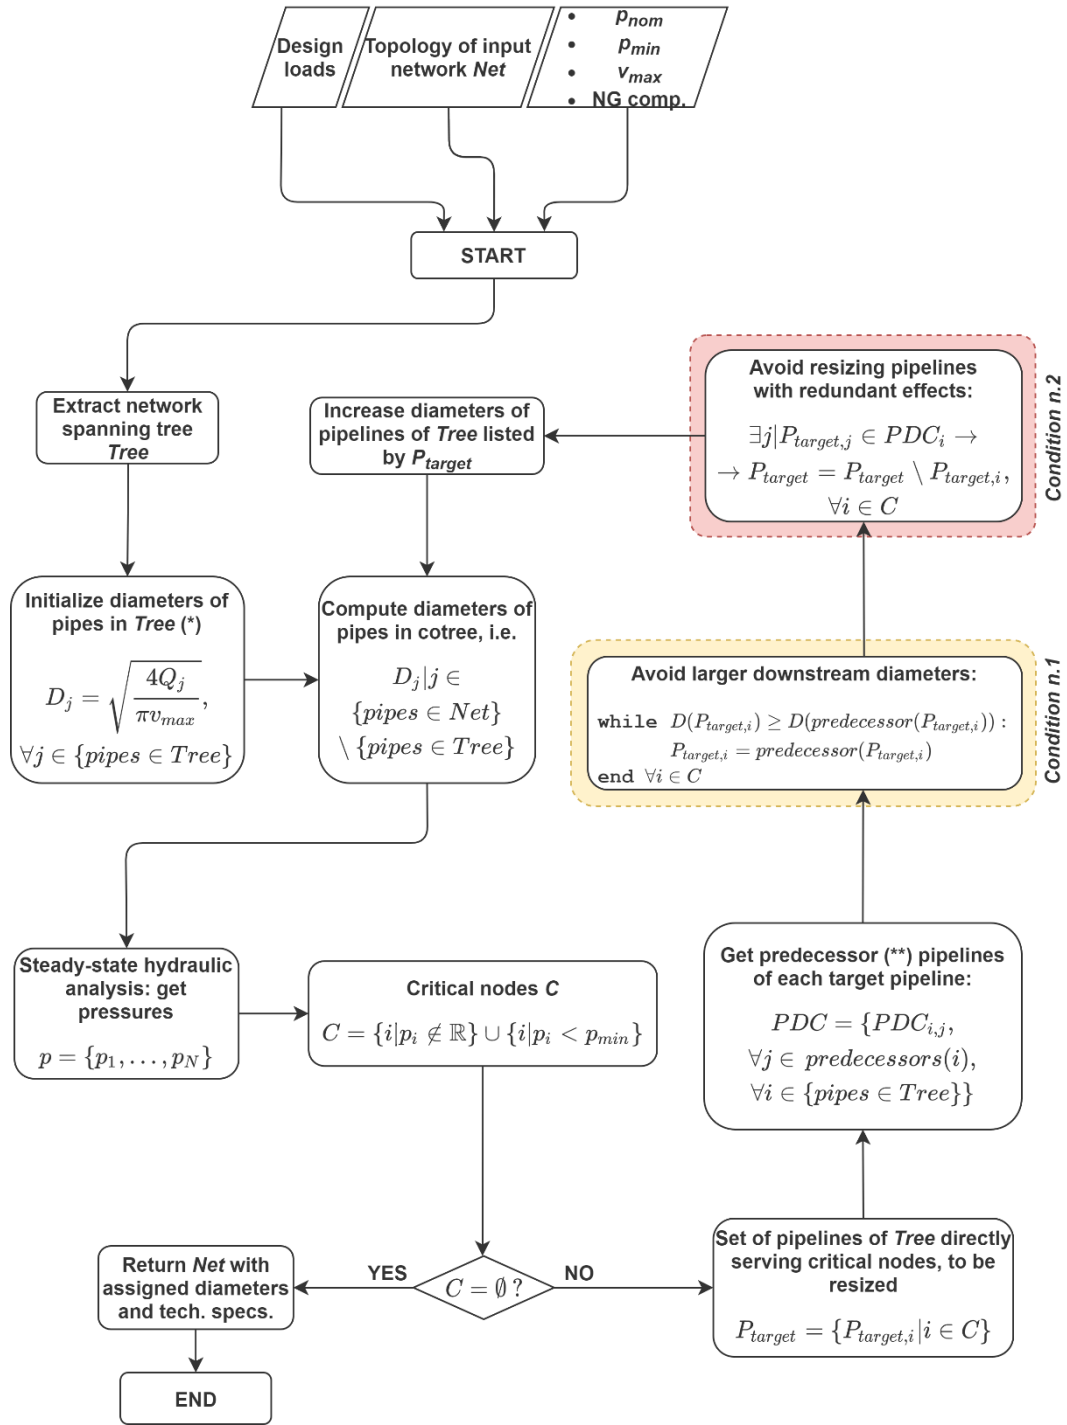 Design
loads
Topology of input
network Net
• p_nom
• p_min
• v_max
• NG comp.
START
Extract network
spanning tree
Tree
Initialize diameters of
pipes in Tree (*)
D_j = √(4Q_j / πv_max),
∀j ∈ {pipes ∈ Tree}
Increase diameters of
pipelines of Tree listed
by P_target
Compute diameters of
pipes in cotree, i.e.
D_j|j ∈
{pipes ∈ Net}
\ {pipes ∈ Tree}
Avoid resizing pipelines
with redundant effects:
∃j|P_target,j ∈ PDC_i →
→ P_target = P_target \ P_target,i,
∀i ∈ C
Condition n.2
Avoid larger downstream diameters:
while D(P_target,i) ≥ D(predecessor(P_target,i)) :
P_target,i = predecessor(P_target,i)
end ∀i ∈ C
Condition n.1
Steady-state hydraulic
analysis: get
pressures
p = {p_1, . . . , p_N}
Critical nodes C
C = {i|p_i ∉ ℝ} ∪ {i|p_i < p_min}
Get predecessor (**) pipelines
of each target pipeline:
PDC = {PDC_i,j,
∀j ∈ predecessors(i),
∀i ∈ {pipes ∈ Tree}}
C = ∅ ?
YES
NO
Return Net with
assigned diameters
and tech. specs.
Set of pipelines of Tree directly
serving critical nodes, to be
resized
P_target = {P_target,i|i ∈ C}
END